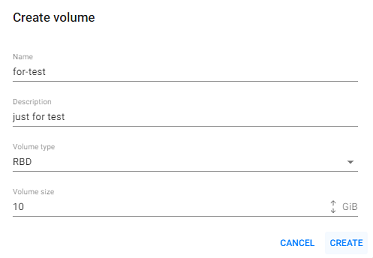 Create volume
Name
for-test
Description
just for test
Volume type
RBD
Volume size
10 GiB
CANCEL CREATE